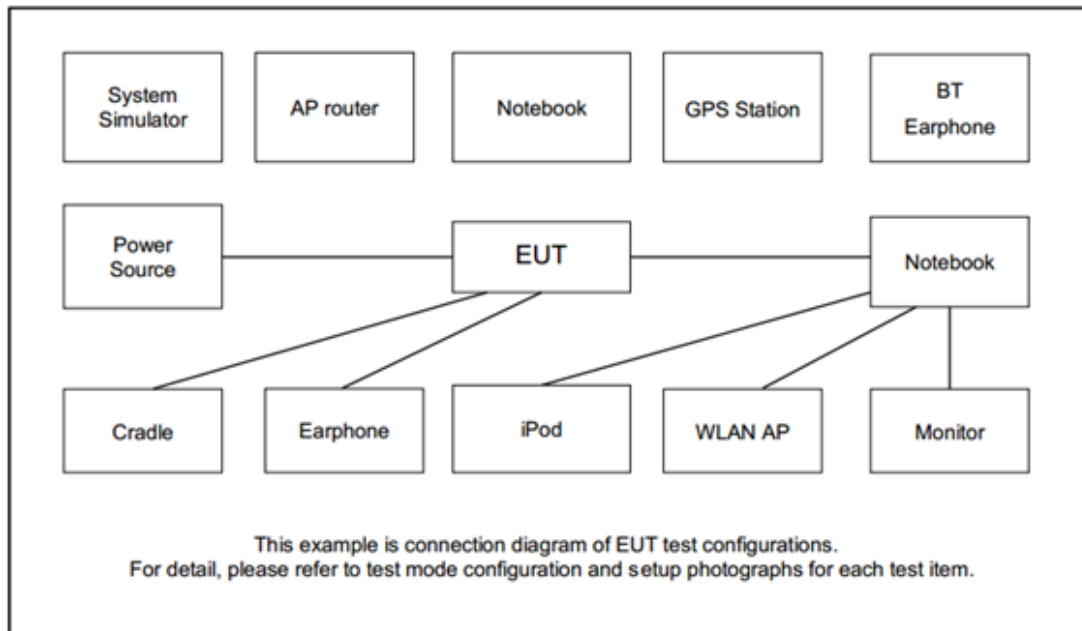 System
Simulator
AP router
Notebook
GPS Station
BT
Earphone
Power
Source
EUT
Notebook
Cradle
Earphone
iPod
WLAN AP
Monitor
This example is connection diagram of EUT test configurations.
For detail, please refer to test mode configuration and setup photographs for each test item.